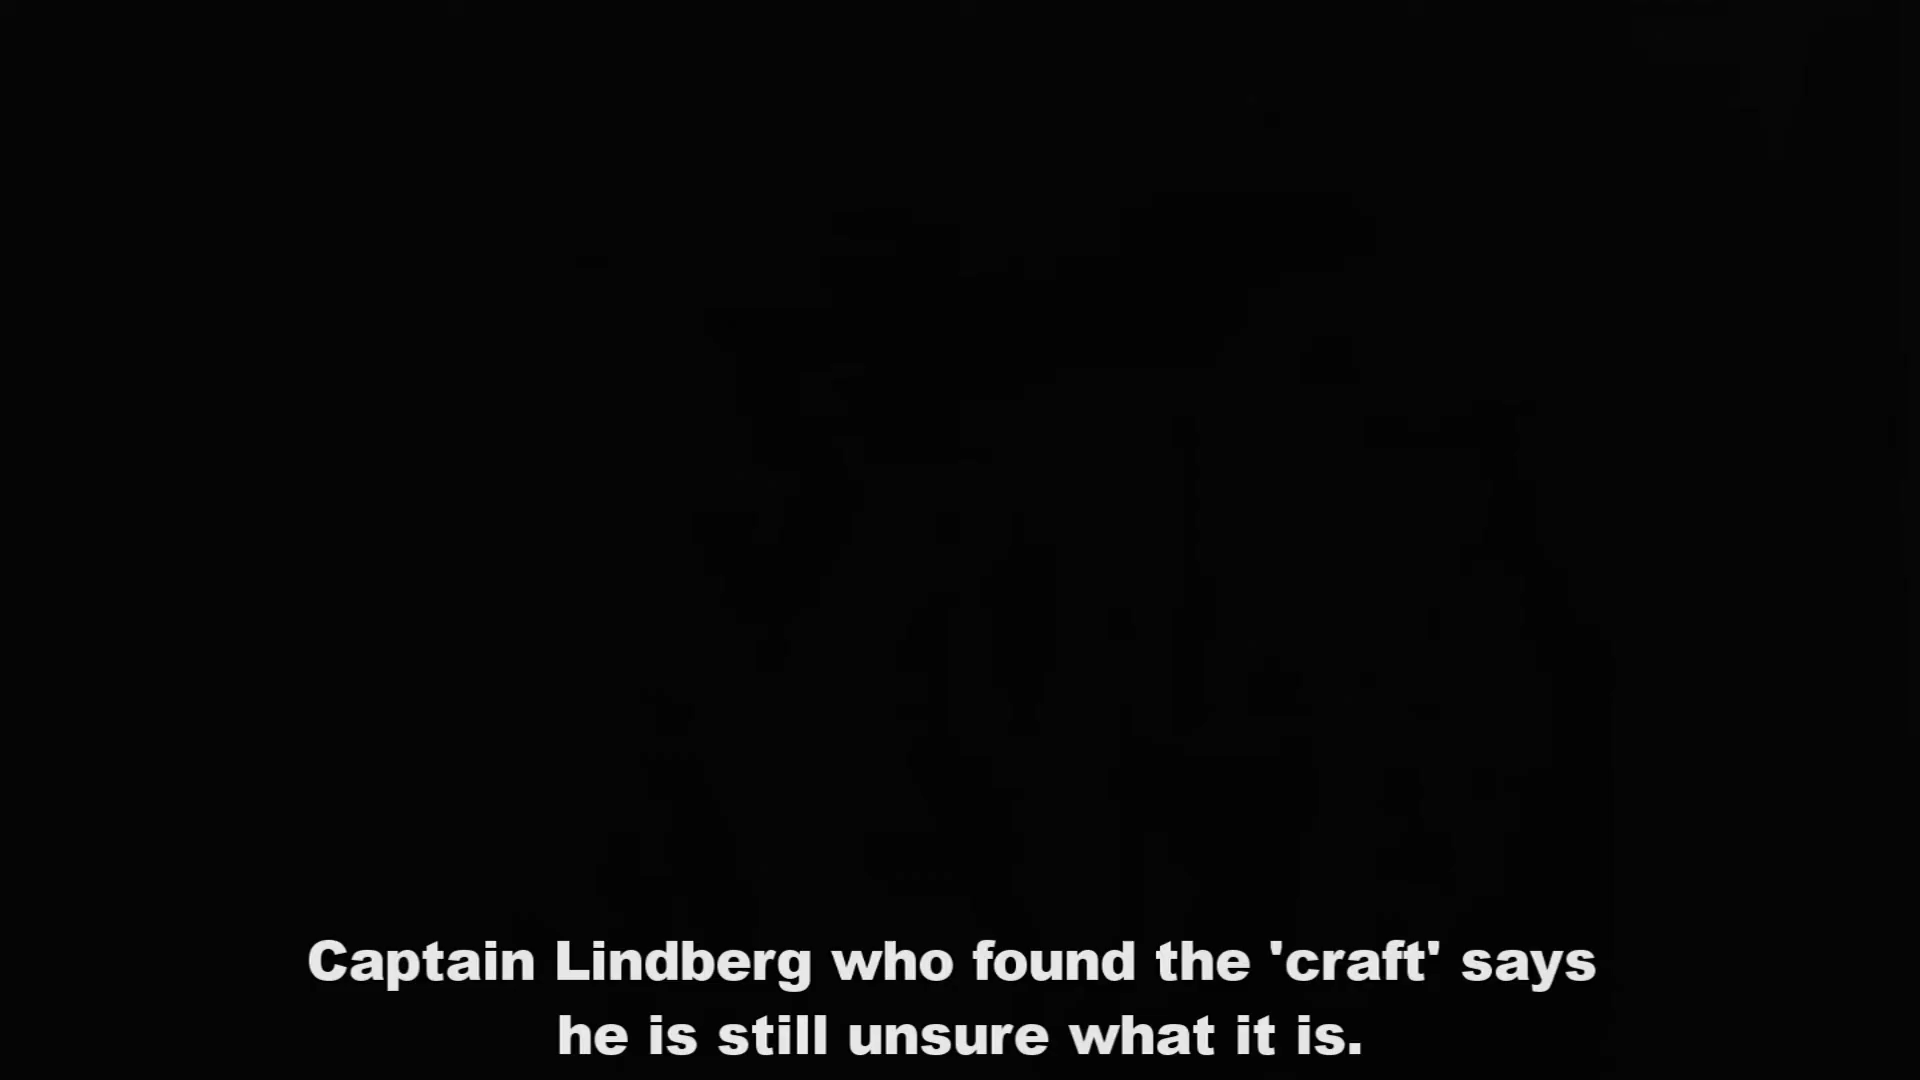 Captain Lindberg who found the 'craft' says
he is still unsure what it is.